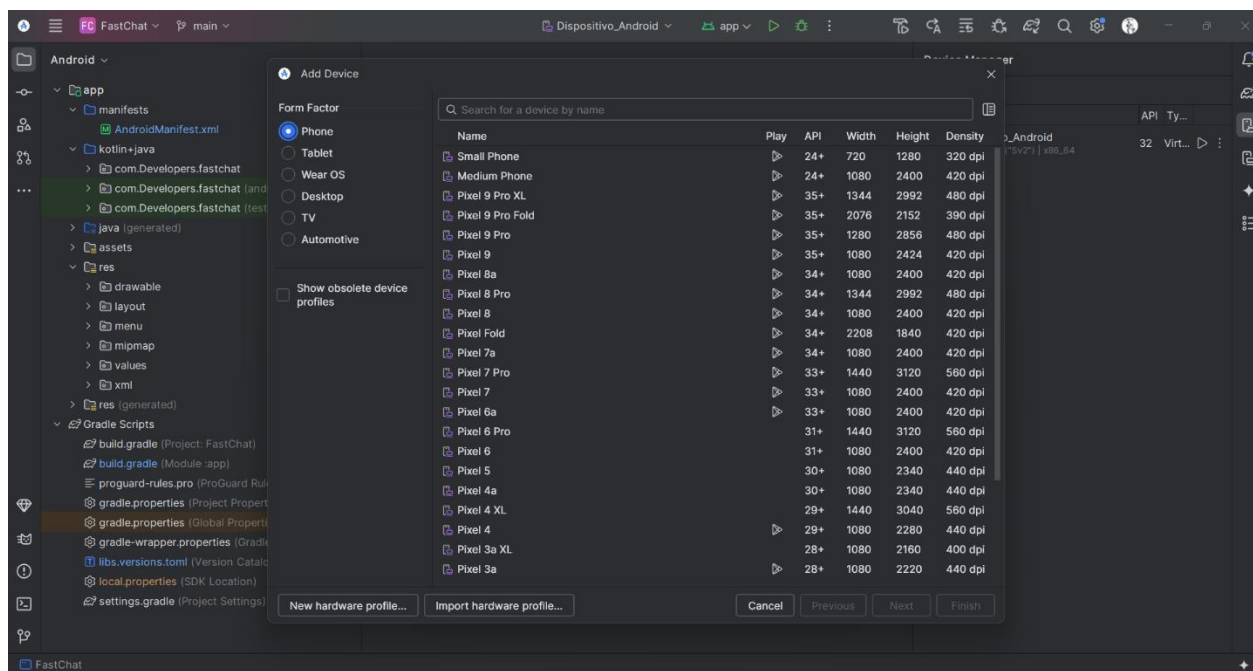 FC FastChat main
Dispositivo_Android app
Android
app
manifests
AndroidManifest.xml
kotlin+java
com.Developers.fastchat
com.Developers.fastchat (and
com.Developers.fastchat (test
java (generated)
assets
res
drawable
layout
menu
mipmap
values
xml
res (generated)
Gradle Scripts
build.gradle (Project: FastChat)
build.gradle (Module :app)
proguard-rules.pro (ProGuard Rul
gradle.properties (Project Propert
gradle.properties (Global Properti
gradle-wrapper.properties (Gradle
libs.versions.toml (Version Catalo
local.properties (SDK Location)
settings.gradle (Project Settings)
FastChat
Add Device
Form Factor
Phone
Tablet
Wear OS
Desktop
TV
Automotive
Show obsolete device
profiles
Search for a device by name
Name Play API Width Height Density
Small Phone 24+ 720 1280 320 dpi
Medium Phone 24+ 1080 2400 420 dpi
Pixel 9 Pro XL 35+ 1344 2992 480 dpi
Pixel 9 Pro Fold 35+ 2076 2152 390 dpi
Pixel 9 Pro 35+ 1280 2856 480 dpi
Pixel 9 35+ 1080 2424 420 dpi
Pixel 8a 34+ 1080 2400 420 dpi
Pixel 8 Pro 34+ 1344 2992 480 dpi
Pixel 8 34+ 1080 2400 420 dpi
Pixel Fold 34+ 2208 1840 420 dpi
Pixel 7a 34+ 1080 2400 420 dpi
Pixel 7 Pro 33+ 1440 3120 560 dpi
Pixel 7 33+ 1080 2400 420 dpi
Pixel 6a 33+ 1080 2400 420 dpi
Pixel 6 Pro 31+ 1440 3120 560 dpi
Pixel 6 31+ 1080 2400 420 dpi
Pixel 5 30+ 1080 2340 440 dpi
Pixel 4a 30+ 1080 2340 440 dpi
Pixel 4 XL 29+ 1440 3040 560 dpi
Pixel 4 29+ 1080 2280 440 dpi
Pixel 3a XL 28+ 1080 2160 400 dpi
Pixel 3a 28+ 1080 2220 440 dpi
New hardware profile... Import hardware profile... Cancel Previous Next Finish
API Ty...
o_Android 32 Virt...
("Sv2") | x86_64